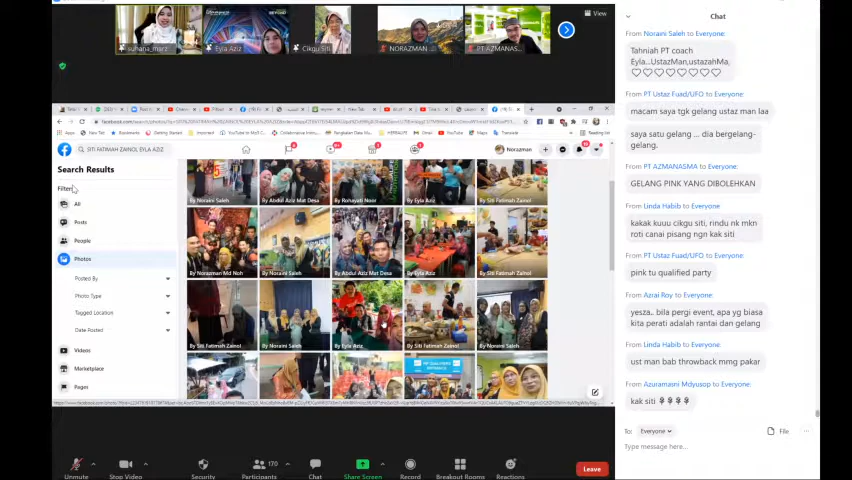 View
suhana_marz
Eyla Aziz
Cikgu Siti
NORAZMAN
PT AZMANAS...
SITI FATIMAH ZAINOL EYLA AZIZ
Norazman
Search Results
Filter
All
Posts
People
Photos
Posted By
Photo Type
Tagged Location
Date Posted
Videos
Marketplace
Pages
By Noraini Saleh
By Abdul Aziz Mat Desa
By Rohayati Noor
By Eyla Aziz
By Siti Fatimah Zainol
By Norazman Md Noh
By Noraini Saleh
By Abdul Aziz Mat Desa
By Eyla Aziz
By Siti Fatimah Zainol
By Siti Fatimah Zainol
By Noraini Saleh
By Eyla Aziz
By Siti Fatimah Zainol
By Noraini Saleh
Unmute
Stop Video
Security
Participants
170
Chat
Share Screen
Record
Breakout Rooms
Reactions
Leave
Chat
From Noraini Saleh to Everyone:
Tahniah PT coach
Eyla...UstazMan,ustazahMa,
♡♡♡♡♡♡♡♡
From PT Ustaz Fuad/UFO to Everyone:
macam saya tgk gelang ustaz man laa
saya satu gelang ... dia bergelang-
gelang.
From PT AZMANASMA to Everyone:
GELANG PINK YANG DIBOLEHKAN
From Linda Habib to Everyone:
kakak kuuu cikgu siti, rindu nk mkn
roti canai pisang ngn kak siti
From PT Ustaz Fuad/UFO to Everyone:
pink tu qualified party
From Azrai Roy to Everyone:
yesza.. bila pergi event, apa yg biasa
kita perati adalah rantai dan gelang
From Linda Habib to Everyone:
ust man bab throwback mmg pakar
From Azuramasni Mdyusop to Everyone:
kak siti
To:
Everyone
File
Type message here...